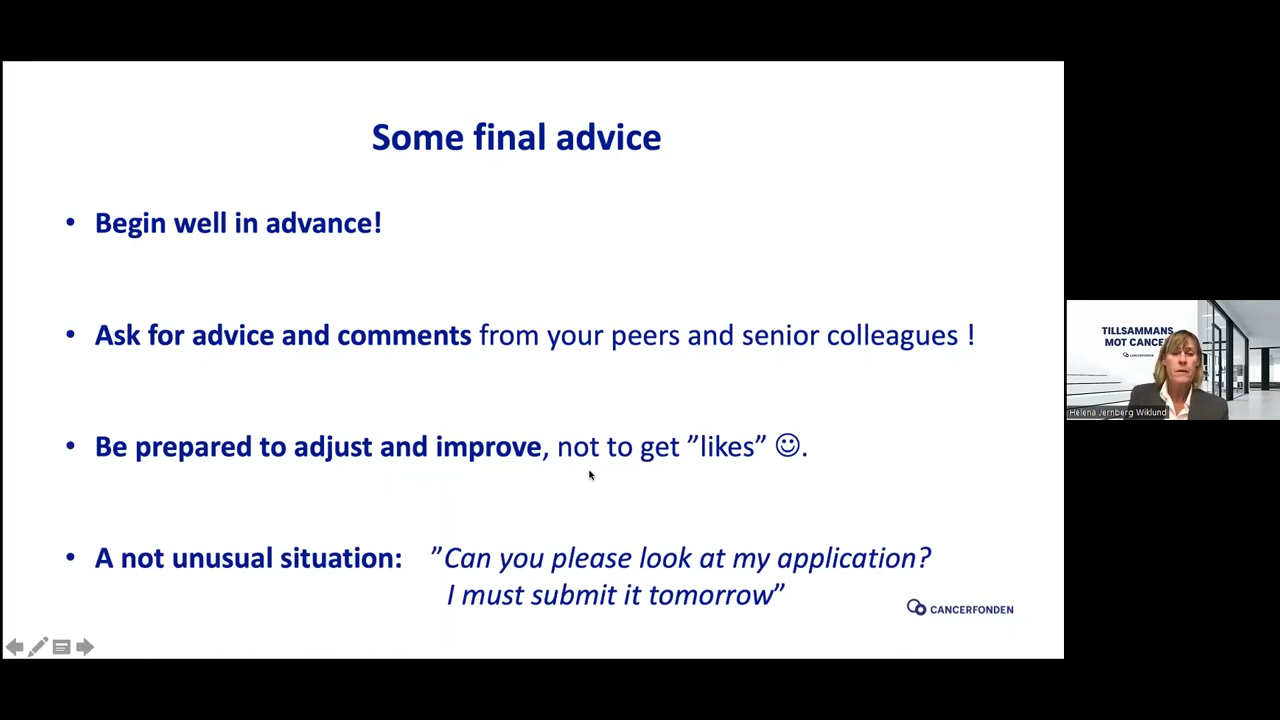 Some final advice
• Begin well in advance!
• Ask for advice and comments from your peers and senior colleagues !
• Be prepared to adjust and improve, not to get ”likes” ☺.
• A not unusual situation: ”Can you please look at my application?
I must submit it tomorrow”
CANCERFONDEN
TILLSAMMANS
MOT CANCE
CANCERFONDEN
Helena Jernberg Wiklund